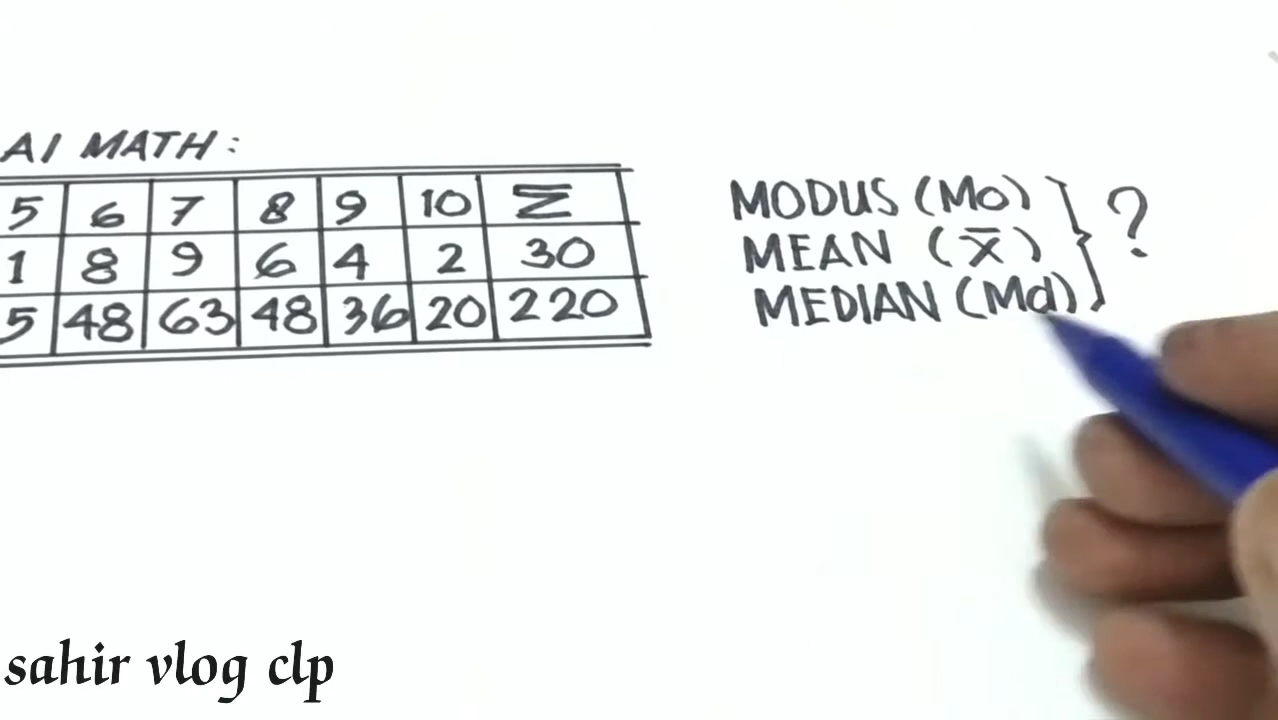 AI MATH:
5 6 7 8 9 10 Σ
1 8 9 6 4 2 30
5 48 63 48 36 20 220
MODUS (Mo)
MEAN (x̄)
MEDIAN (Md)
} ?
sahir vlog clp